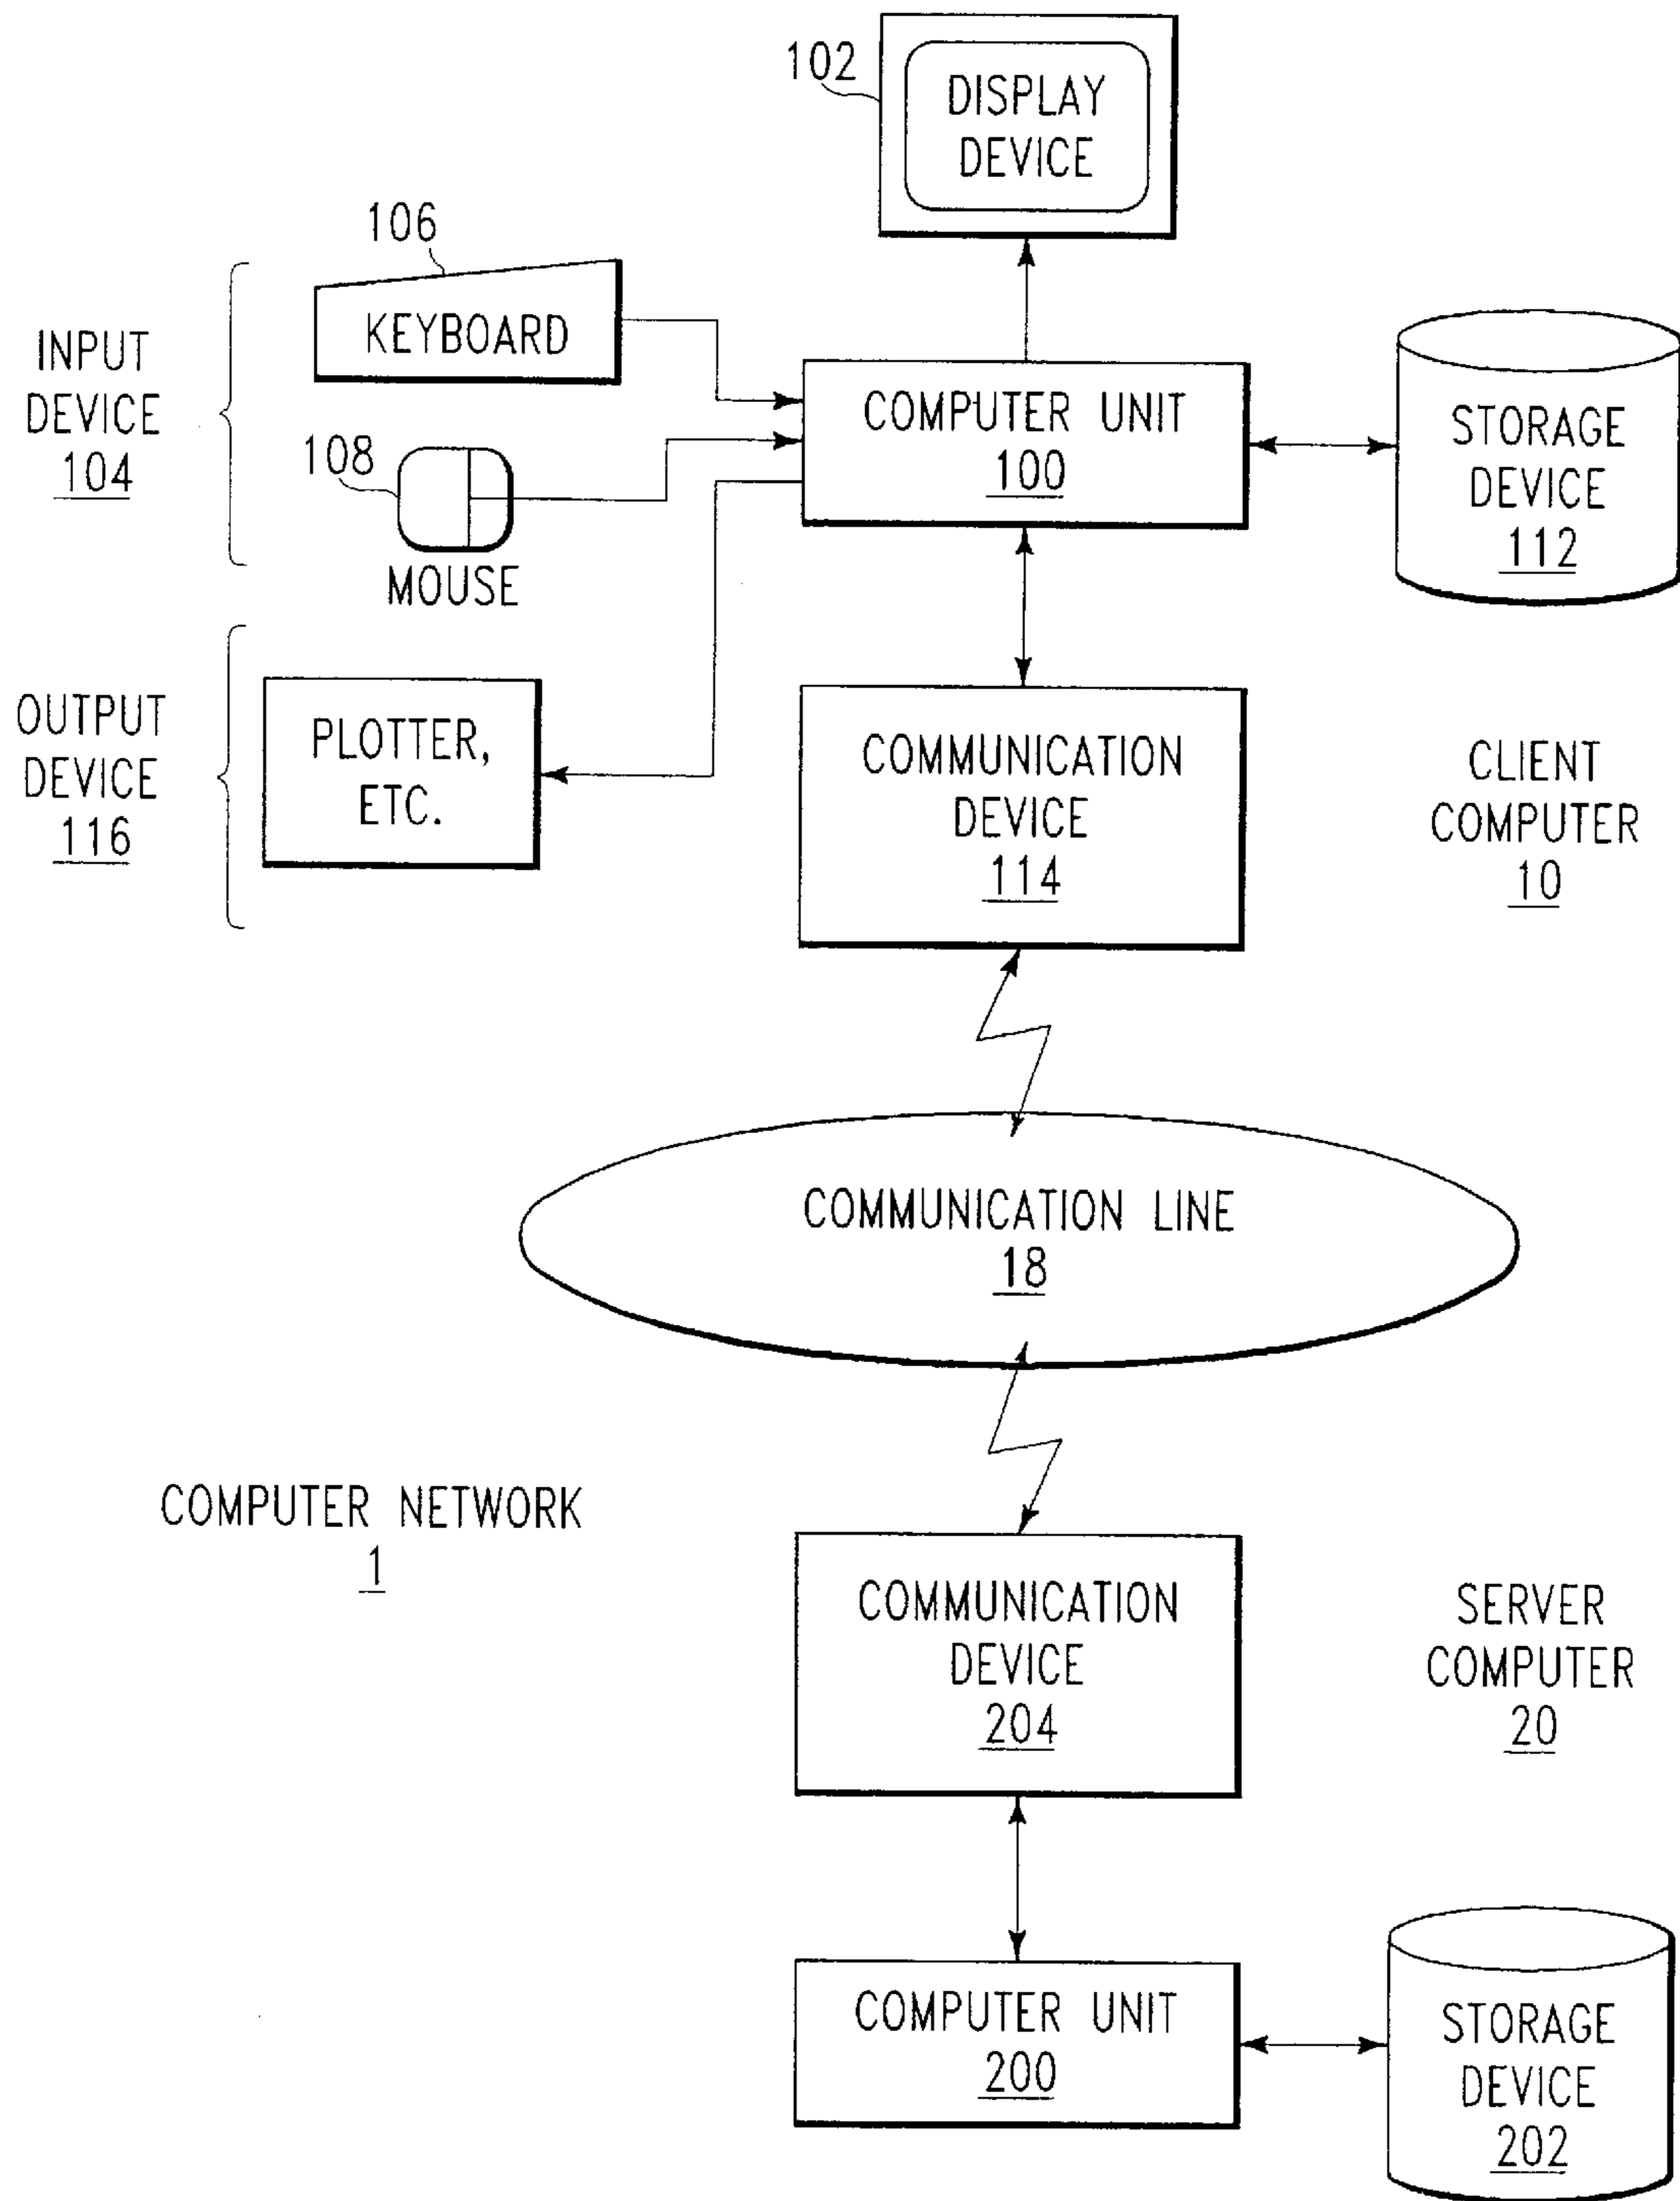 102
DISPLAY
DEVICE
106
KEYBOARD
INPUT
DEVICE
104
108
MOUSE
COMPUTER UNIT
100
STORAGE
DEVICE
112
OUTPUT
DEVICE
116
PLOTTER,
ETC.
COMMUNICATION
DEVICE
114
CLIENT
COMPUTER
10
COMMUNICATION LINE
18
COMPUTER NETWORK
1
COMMUNICATION
DEVICE
204
SERVER
COMPUTER
20
COMPUTER UNIT
200
STORAGE
DEVICE
202